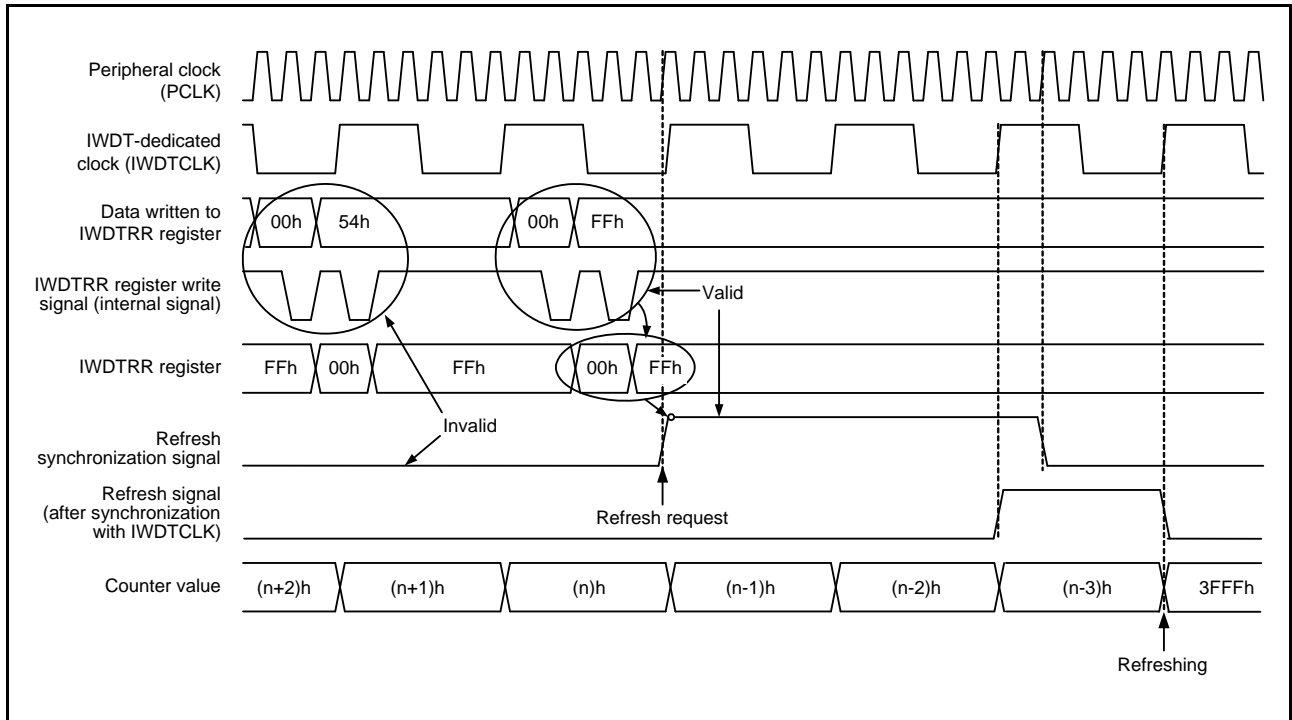 Peripheral clock
(PCLK)
IWDT-dedicated
clock (IWDTCLK)
Data written to
IWDTRR register
00h
54h
00h
FFh
IWDTRR register write
signal (internal signal)
Valid
IWDTRR register
FFh
00h
FFh
00h
FFh
Invalid
Refresh
synchronization signal
Refresh request
Refresh signal
(after synchronization
with IWDTCLK)
Counter value
(n+2)h
(n+1)h
(n)h
(n-1)h
(n-2)h
(n-3)h
3FFFh
Refreshing